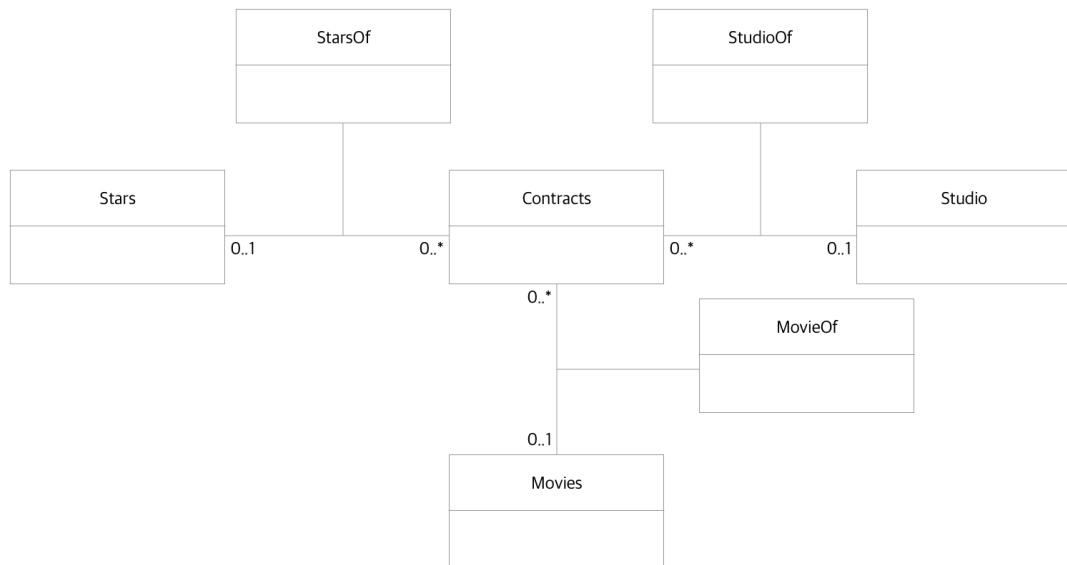 StarsOf
StudioOf
Stars
Contracts
Studio
0..1
0..*
0..*
0..1
0..*
MovieOf
0..1
Movies